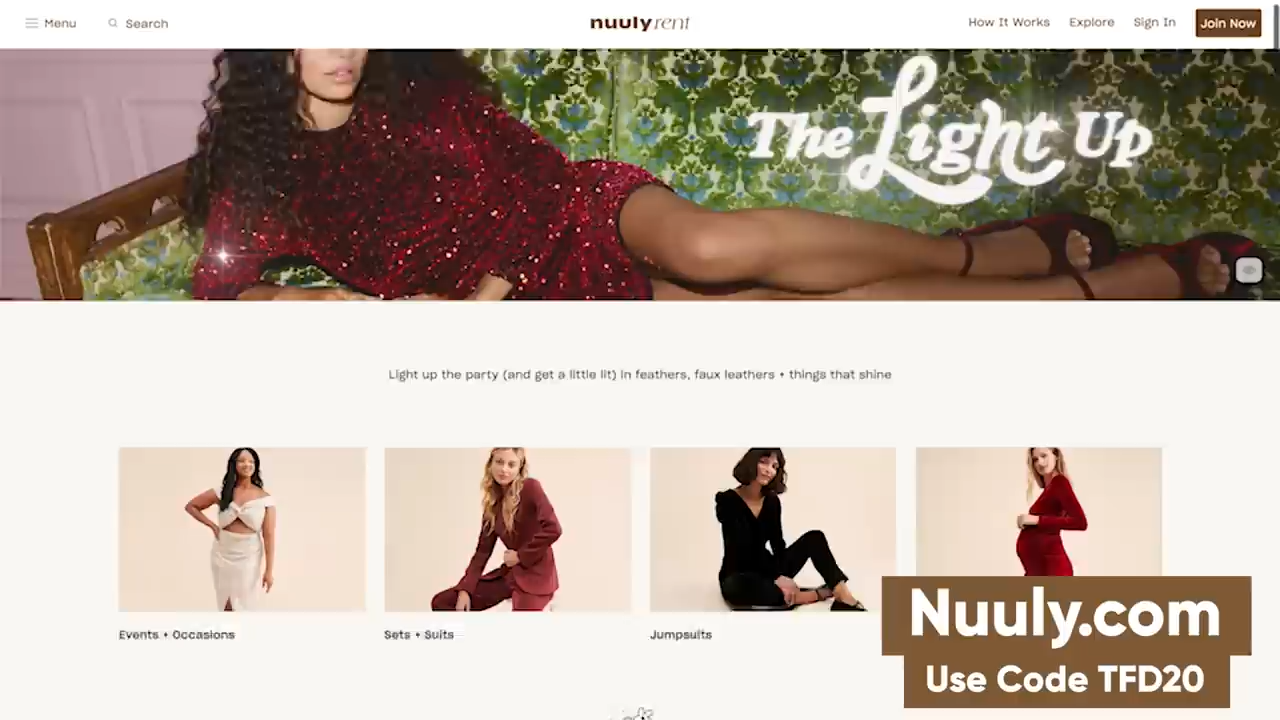 Menu
Search
nuuly rent
How It Works
Explore
Sign In
Join Now
The Light Up
Light up the party (and get a little lit) in feathers, faux leathers + things that shine
Events + Occasions
Sets + Suits
Jumpsuits
Nuuly.com
Use Code TFD20